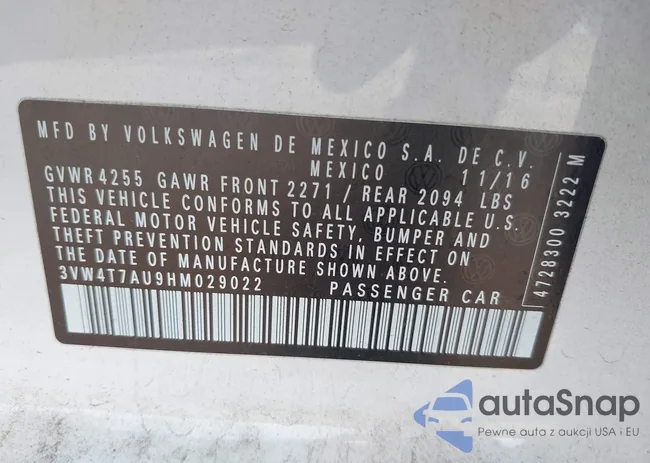 MFD BY VOLKSWAGEN DE MEXICO S.A. DE C.V.
MEXICO 11/16
GVWR 4255 GAWR FRONT 2271 / REAR 2094 LBS
THIS VEHICLE CONFORMS TO ALL APPLICABLE U.S.
FEDERAL MOTOR VEHICLE SAFETY, BUMPER AND
THEFT PREVENTION STANDARDS IN EFFECT ON
THE DATE OF MANUFACTURE SHOWN ABOVE.
3VW4T7AU9HM029022 PASSENGER CAR
4728300 3222 M
autoSnap
Pewne auta z aukcji USA i EU